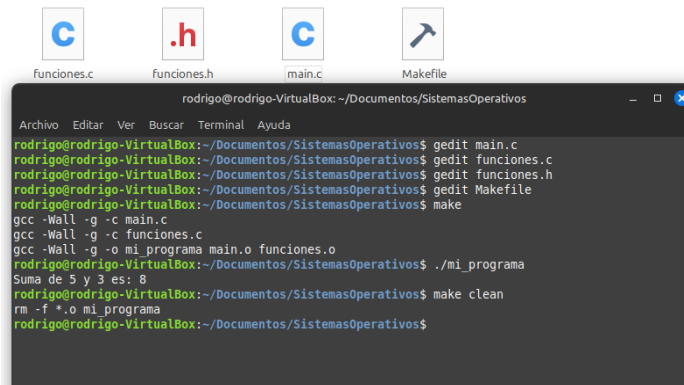 C
.h
C
funciones.c
funciones.h
main.c
Makefile
rodrigo@rodrigo-VirtualBox: ~/Documentos/SistemasOperativos
Archivo Editar Ver Buscar Terminal Ayuda
rodrigo@rodrigo-VirtualBox:~/Documentos/SistemasOperativos$ gedit main.c
rodrigo@rodrigo-VirtualBox:~/Documentos/SistemasOperativos$ gedit funciones.c
rodrigo@rodrigo-VirtualBox:~/Documentos/SistemasOperativos$ gedit funciones.h
rodrigo@rodrigo-VirtualBox:~/Documentos/SistemasOperativos$ gedit Makefile
rodrigo@rodrigo-VirtualBox:~/Documentos/SistemasOperativos$ make
gcc -Wall -g -c main.c
gcc -Wall -g -c funciones.c
gcc -Wall -g -o mi_programa main.o funciones.o
rodrigo@rodrigo-VirtualBox:~/Documentos/SistemasOperativos$ ./mi_programa
Suma de 5 y 3 es: 8
rodrigo@rodrigo-VirtualBox:~/Documentos/SistemasOperativos$ make clean
rm -f *.o mi_programa
rodrigo@rodrigo-VirtualBox:~/Documentos/SistemasOperativos$